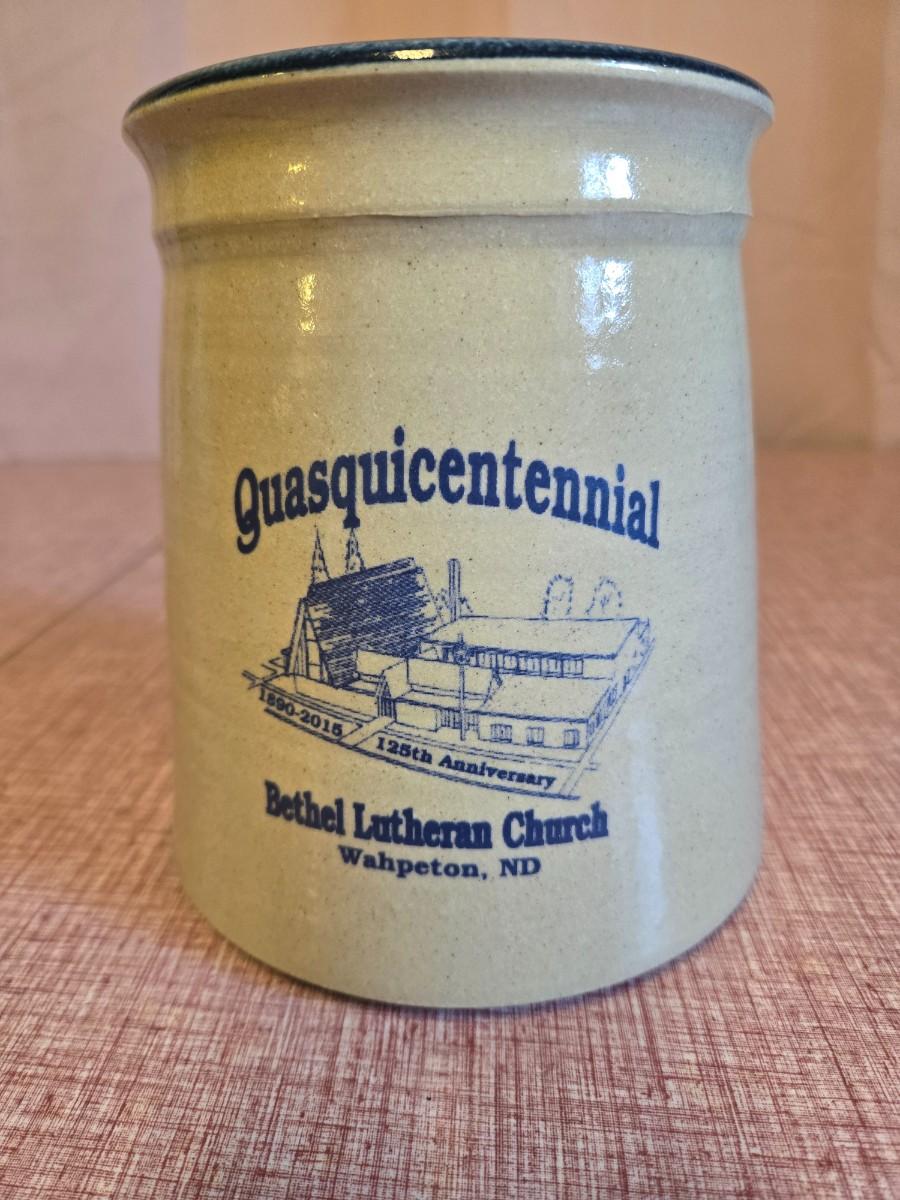 Quasquicentennial
1890-2015
125th Anniversary
Bethel Lutheran Church
Wahpeton, ND